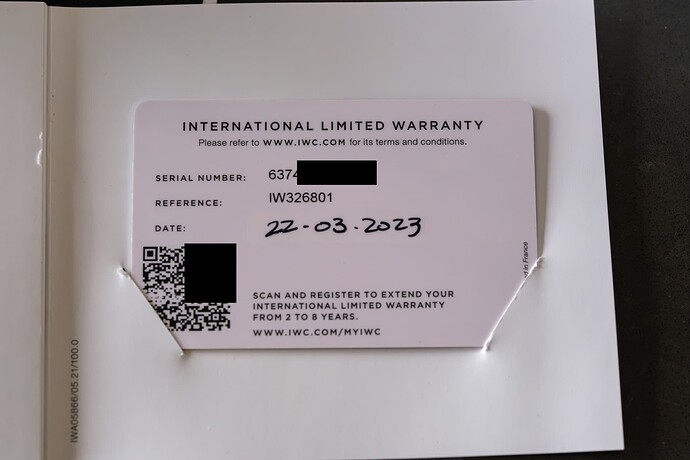 INTERNATIONAL LIMITED WARRANTY
Please refer to WWW.IWC.COM for its terms and conditions.
SERIAL NUMBER: 6374
REFERENCE: IW326801
DATE: 22-03-2023
SCAN AND REGISTER TO EXTEND YOUR
INTERNATIONAL LIMITED WARRANTY
FROM 2 TO 8 YEARS.
WWW.IWC.COM/MYIWC
in France
IWA05866/05.21/100.0